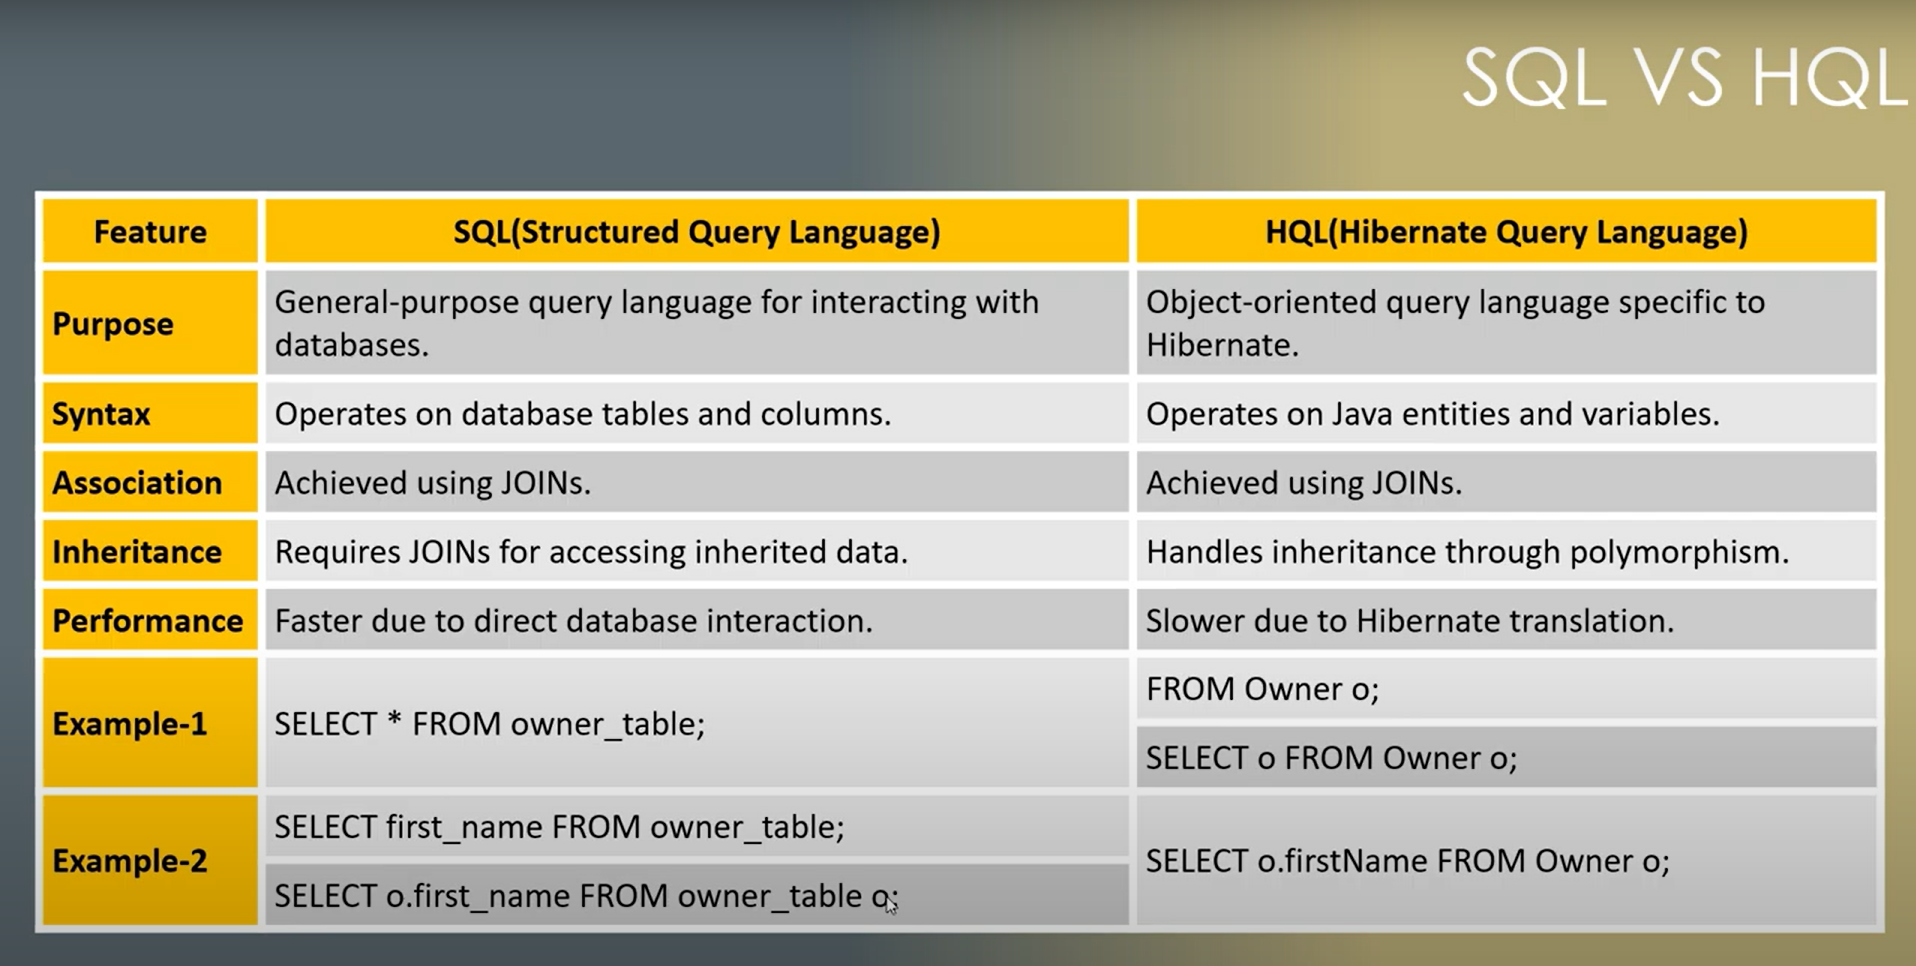 SQL VS HQL
Feature
SQL(Structured Query Language)
HQL(Hibernate Query Language)
Purpose
General-purpose query language for interacting with
databases.
Object-oriented query language specific to
Hibernate.
Syntax
Operates on database tables and columns.
Operates on Java entities and variables.
Association
Achieved using JOINs.
Achieved using JOINs.
Inheritance
Requires JOINs for accessing inherited data.
Handles inheritance through polymorphism.
Performance
Faster due to direct database interaction.
Slower due to Hibernate translation.
Example-1
SELECT * FROM owner_table;
FROM Owner o;
SELECT o FROM Owner o;
Example-2
SELECT first_name FROM owner_table;
SELECT o.first_name FROM owner_table o;
SELECT o.firstName FROM Owner o;